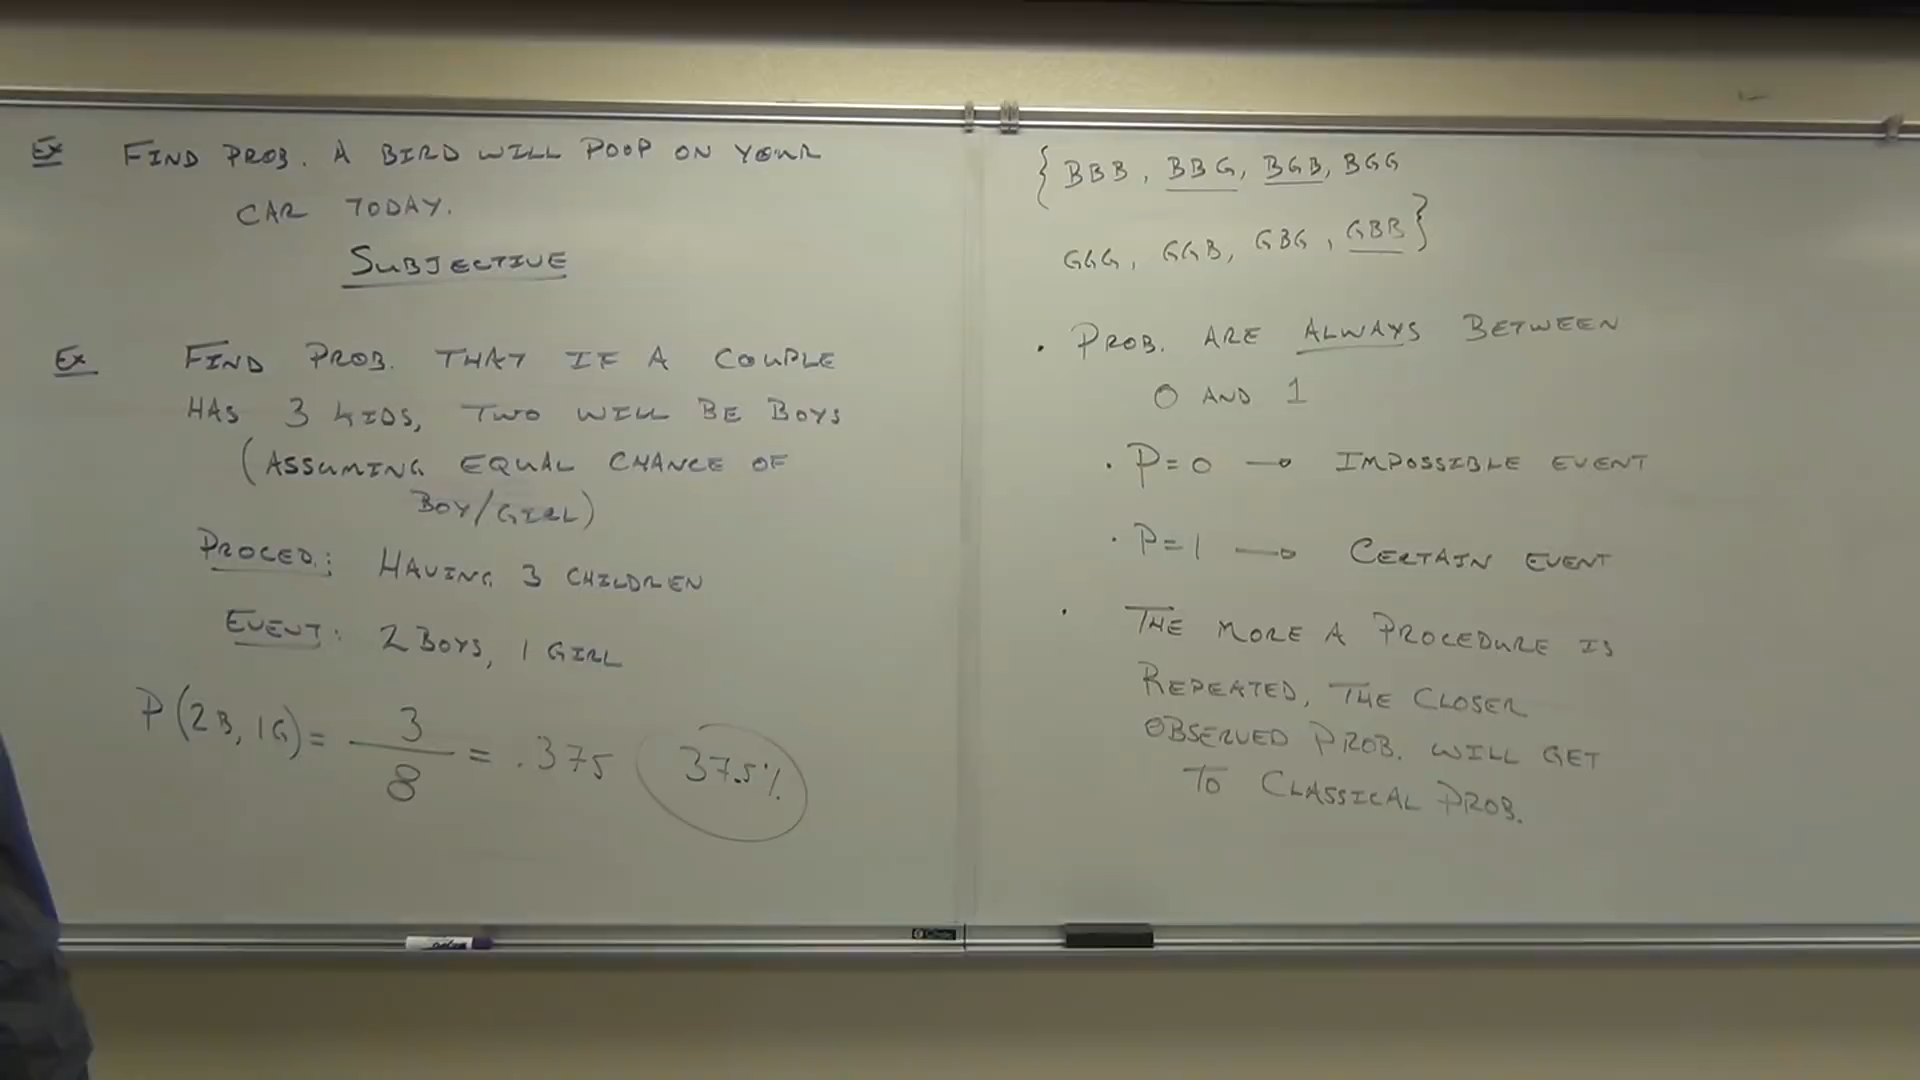 Ex FIND PROB. A BIRD WILL POOP ON YOUR
CAR TODAY.
SUBJECTIVE
Ex FIND PROB. THAT IF A COUPLE
HAS 3 KIDS, TWO WILL BE BOYS
(ASSUMING EQUAL CHANCE OF
BOY/GIRL)
PROCED.: HAVING 3 CHILDREN
EVENT: 2 BOYS, 1 GIRL
P(2B, 1G) = 3/8 = .375 37.5%
{BBB, BBG, BGB, BGG
GGG, GGB, GBG, GBB}
• PROB. ARE ALWAYS BETWEEN
0 AND 1
• P=0 → IMPOSSIBLE EVENT
• P=1 → CERTAIN EVENT
• THE MORE A PROCEDURE IS
REPEATED, THE CLOSER
OBSERVED PROB. WILL GET
TO CLASSICAL PROB.